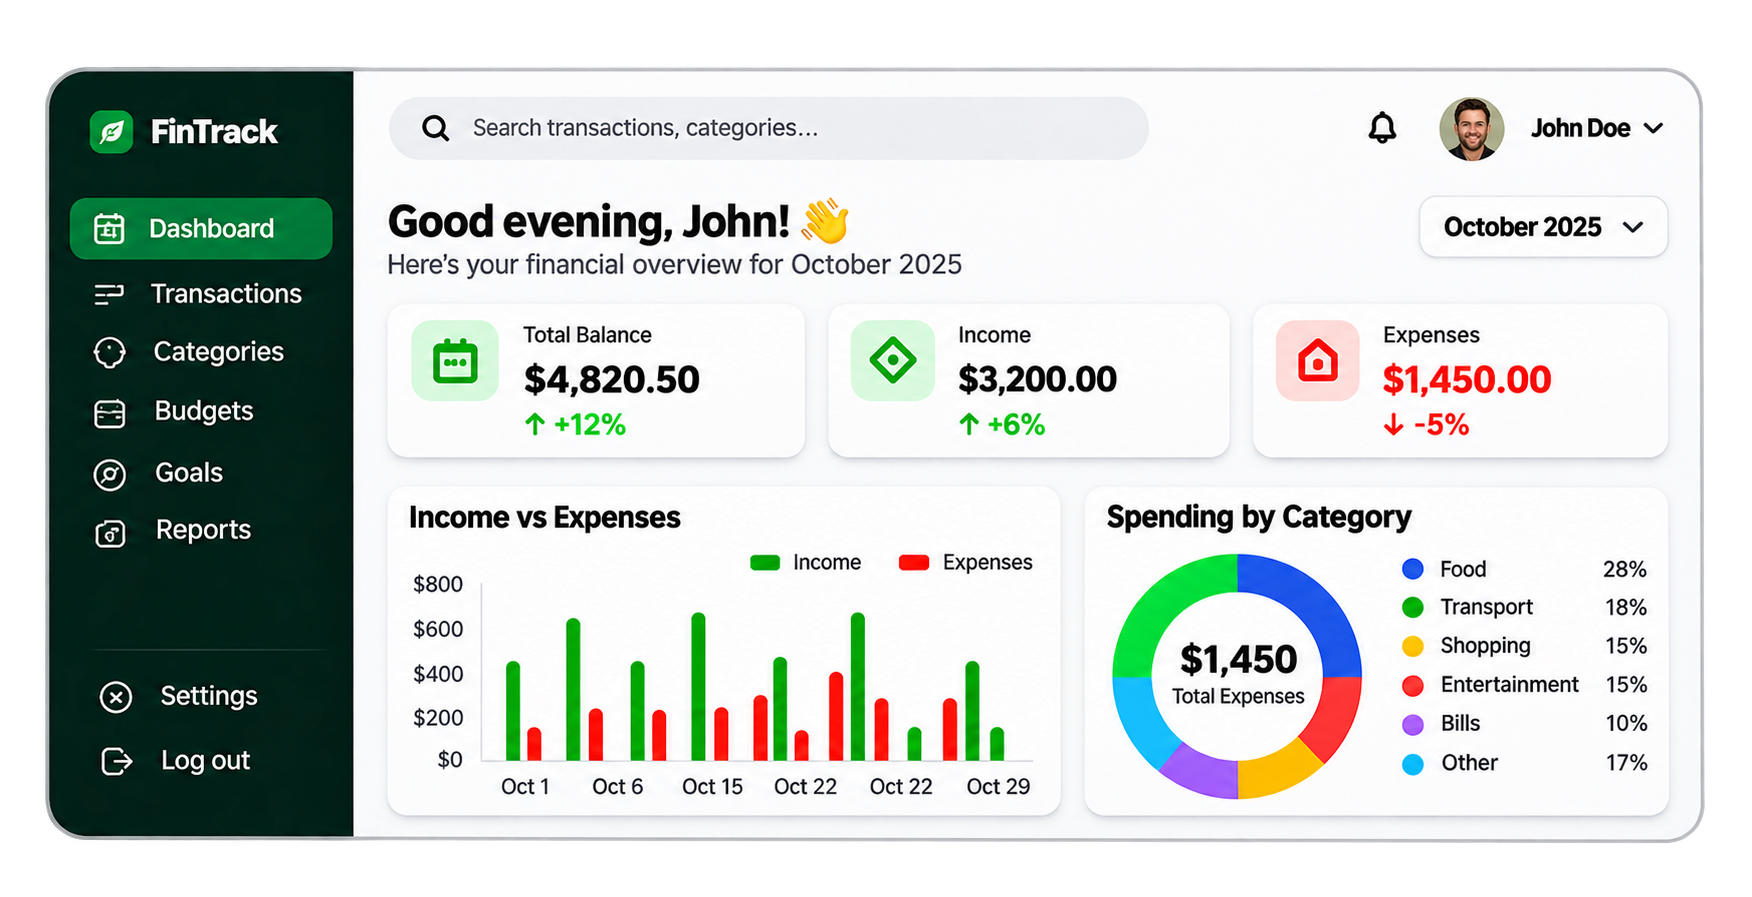 FinTrack
Search transactions, categories...
John Doe
Dashboard
Transactions
Categories
Budgets
Goals
Reports
Settings
Log out
Good evening, John! 👋
October 2025
Here's your financial overview for October 2025
Total Balance
$4,820.50
↑ +12%
Income
$3,200.00
↑ +6%
Expenses
$1,450.00
↓ -5%
Income vs Expenses
Income
Expenses
$800
$600
$400
$200
$0
Oct 1 Oct 6 Oct 15 Oct 22 Oct 22 Oct 29
Spending by Category
$1,450
Total Expenses
Food 28%
Transport 18%
Shopping 15%
Entertainment 15%
Bills 10%
Other 17%